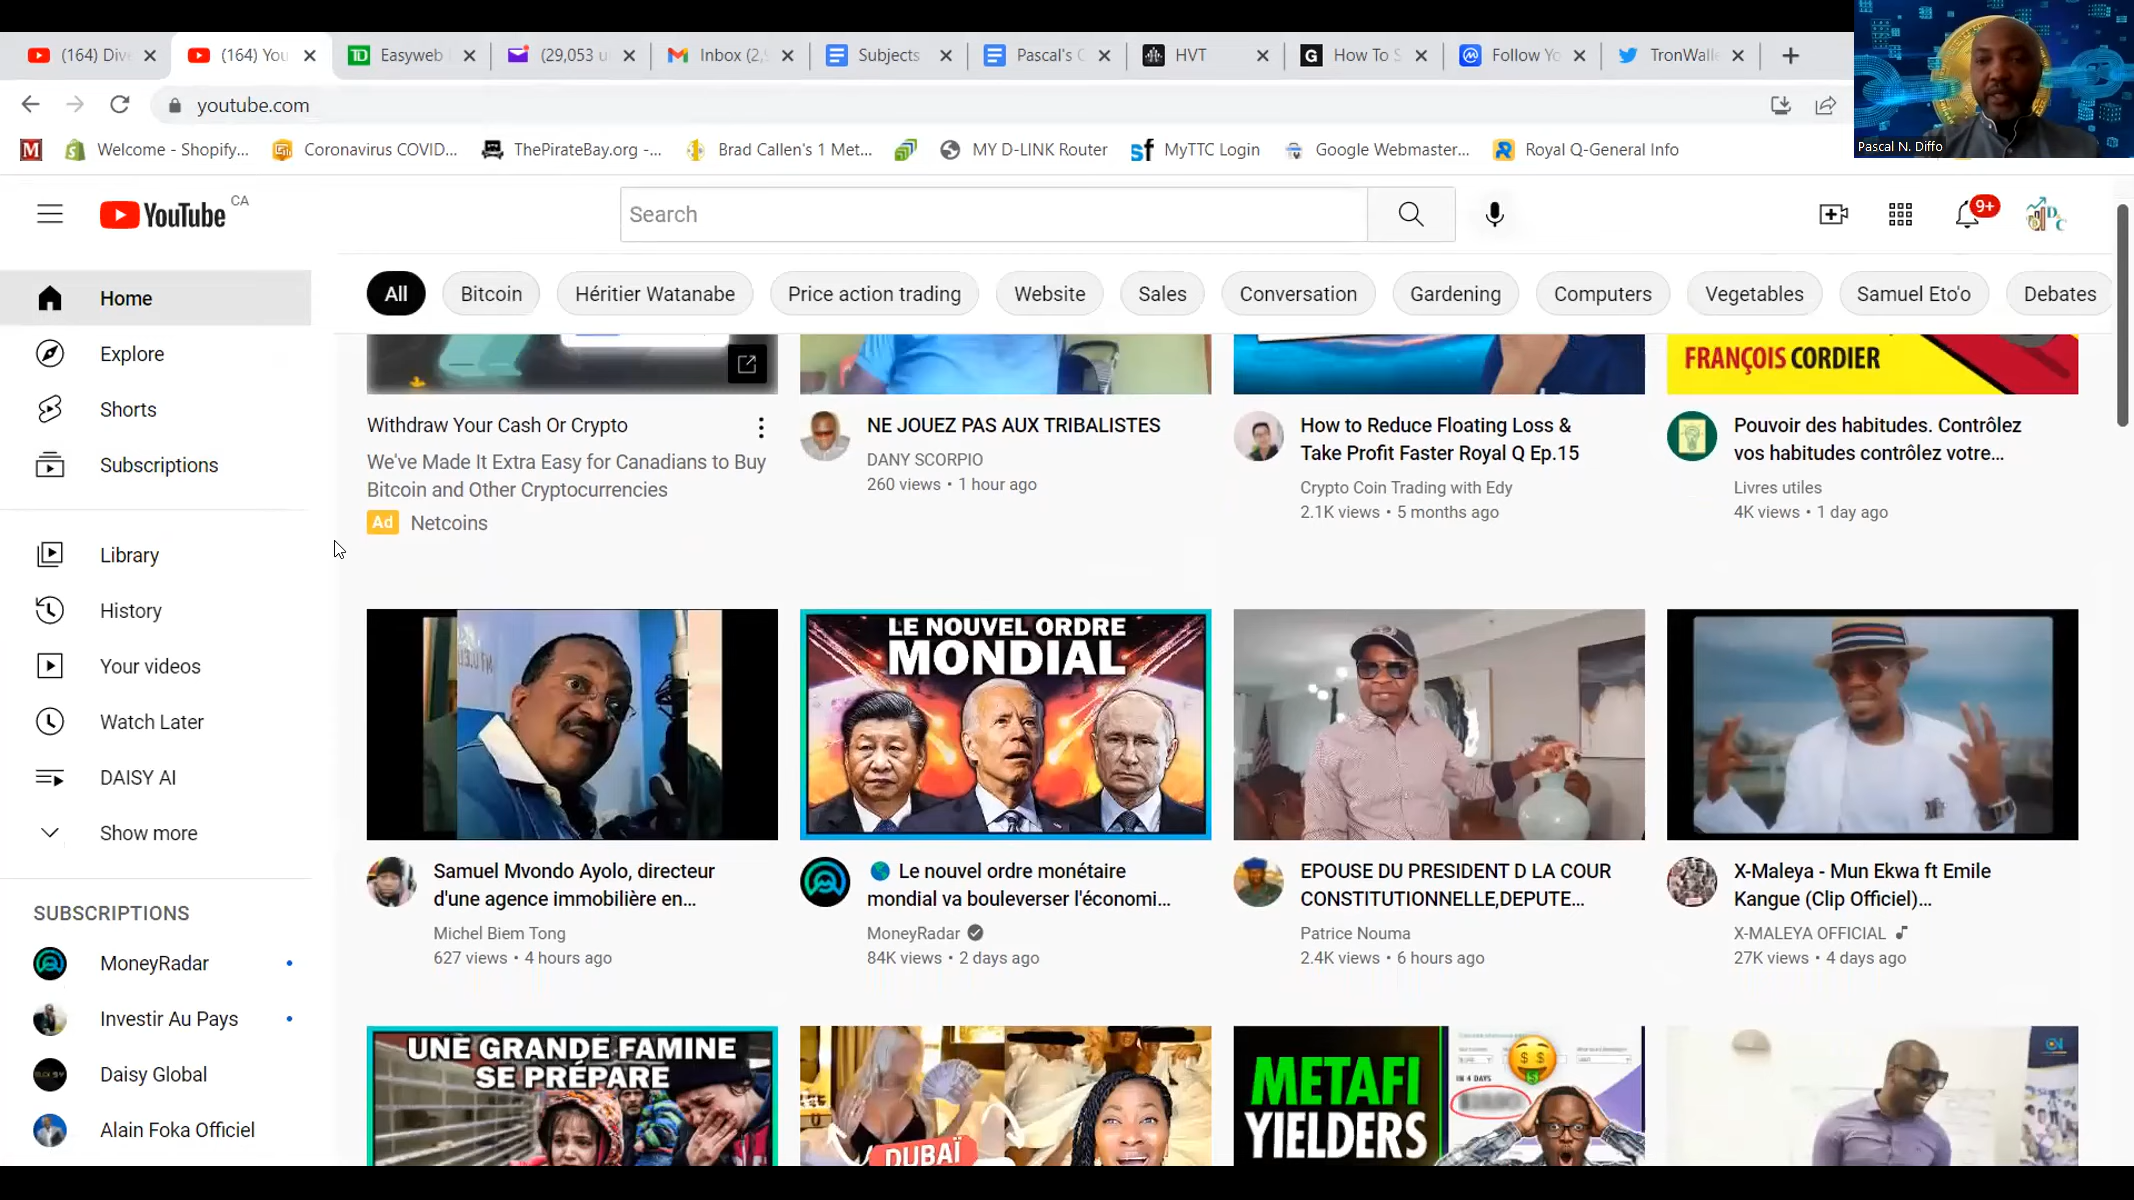 (164) Div
(164) You
Easyweb
(29,053 u
Inbox (2,
Subjects
Pascal's C
HVT
How To S
Follow Yo
TronWalle
youtube.com
Pascal N. Diffo
Welcome - Shopify...
Coronavirus COVID...
ThePirateBay.org -...
Brad Callen's 1 Met...
MY D-LINK Router
MyTTC Login
Google Webmaster...
Royal Q-General Info
YouTube CA
Search
9+
All
Bitcoin
Héritier Watanabe
Price action trading
Website
Sales
Conversation
Gardening
Computers
Vegetables
Samuel Eto'o
Debates
Home
Explore
Shorts
Subscriptions
Library
History
Your videos
Watch Later
DAISY AI
Show more
SUBSCRIPTIONS
MoneyRadar
Investir Au Pays
Daisy Global
Alain Foka Officiel
Withdraw Your Cash Or Crypto
We've Made It Extra Easy for Canadians to Buy
Bitcoin and Other Cryptocurrencies
Ad Netcoins
NE JOUEZ PAS AUX TRIBALISTES
DANY SCORPIO
260 views • 1 hour ago
How to Reduce Floating Loss &
Take Profit Faster Royal Q Ep.15
Crypto Coin Trading with Edy
2.1K views • 5 months ago
FRANÇOIS CORDIER
Pouvoir des habitudes. Contrôlez
vos habitudes contrôlez votre...
Livres utiles
4K views • 1 day ago
Samuel Mvondo Ayolo, directeur
d'une agence immobilière en...
Michel Biem Tong
627 views • 4 hours ago
LE NOUVEL ORDRE
MONDIAL
Le nouvel ordre monétaire
mondial va bouleverser l'économi...
MoneyRadar
84K views • 2 days ago
EPOUSE DU PRESIDENT D LA COUR
CONSTITUTIONNELLE,DEPUTE...
Patrice Nouma
2.4K views • 6 hours ago
X-Maleya - Mun Ekwa ft Emile
Kangue (Clip Officiel)...
X-MALEYA OFFICIAL
27K views • 4 days ago
UNE GRANDE FAMINE
SE PRÉPARE
DUBAÏ
METAFI
YIELDERS
IN 4 DAYS